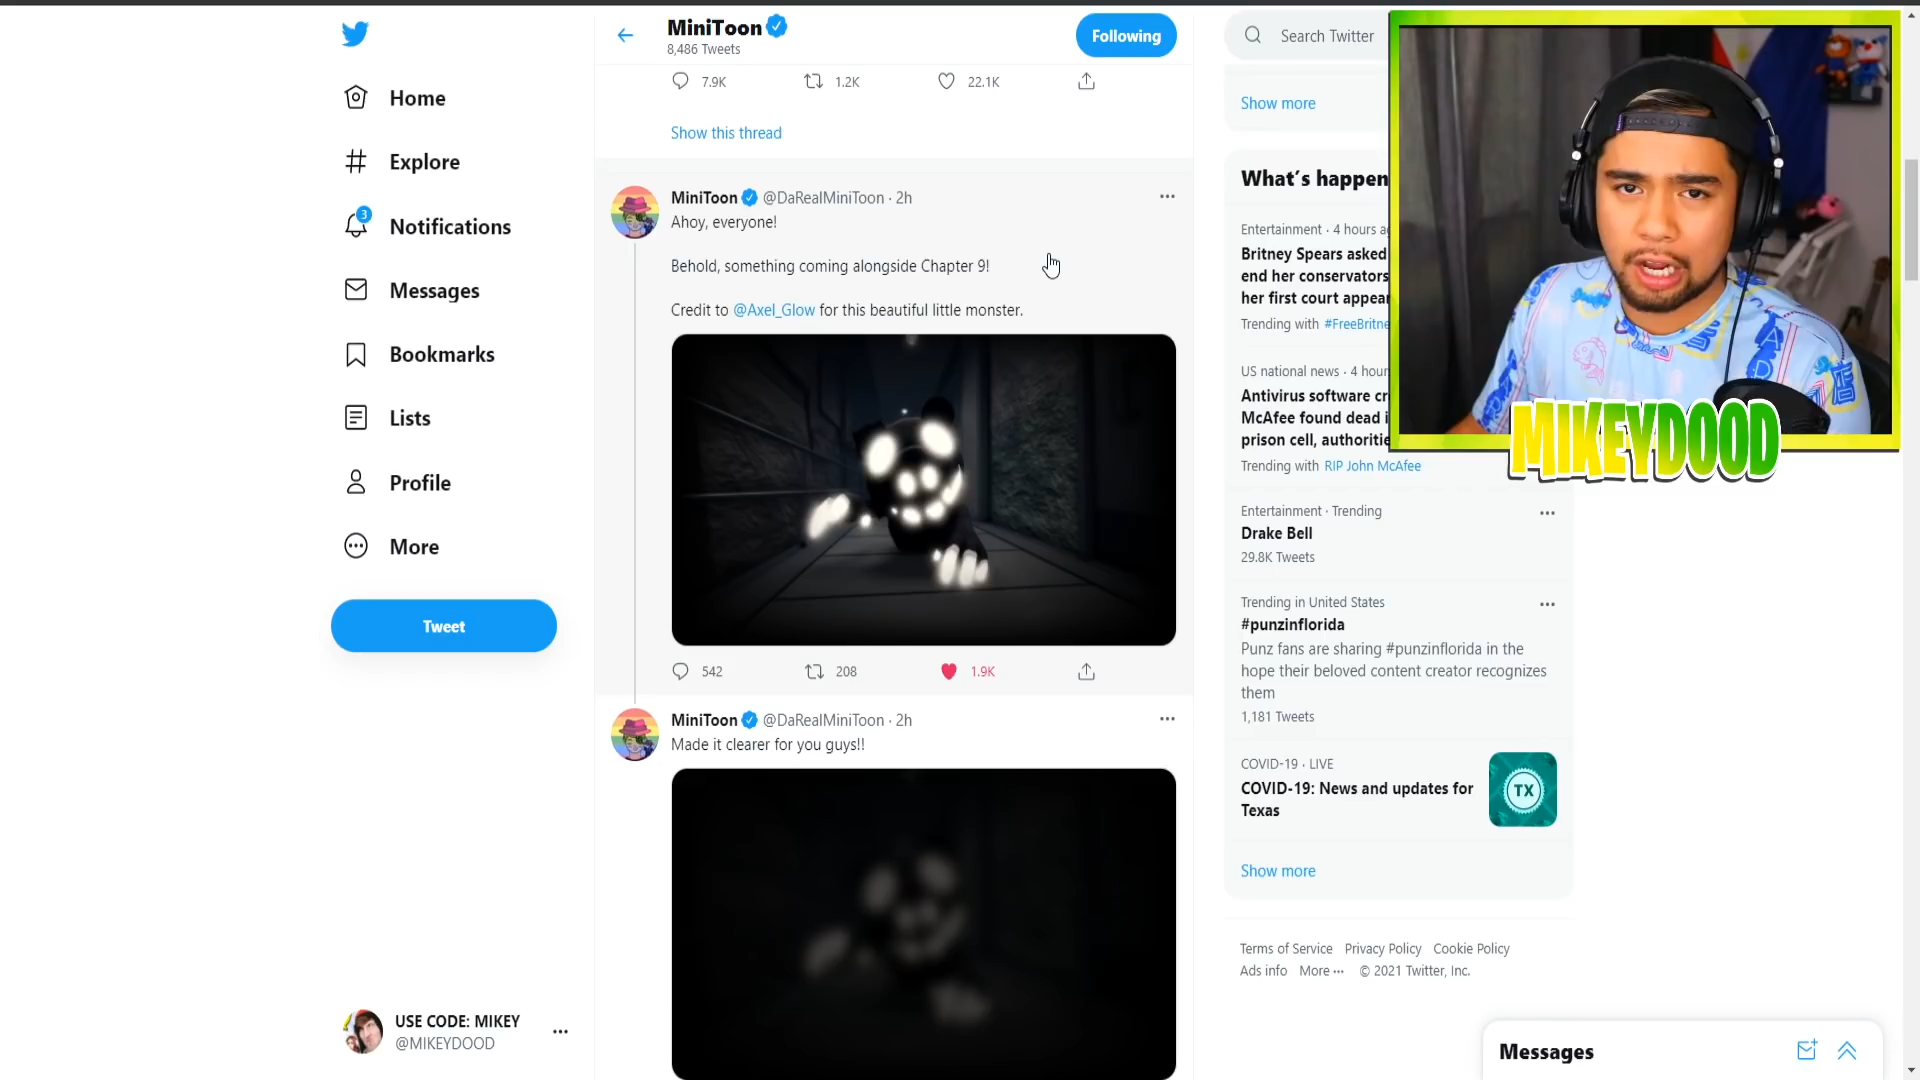 MiniToon
8,486 Tweets
Following
Search Twitter
Home
Explore
3
Notifications
Messages
Bookmarks
Lists
Profile
More
Tweet
USE CODE: MIKEY
@MIKEYDOOD
7.9K 1.2K 22.1K
Show this thread
MiniToon @DaRealMiniToon · 2h
Ahoy, everyone!
Behold, something coming alongside Chapter 9!
Credit to @Axel_Glow for this beautiful little monster.
542 208 1.9K
MiniToon @DaRealMiniToon · 2h
Made it clearer for you guys!!
Show more
What's happen
Entertainment · 4 hours a
Britney Spears asked
end her conservators
her first court appear
Trending with #FreeBritne
US national news · 4 hour
Antivirus software cr
McAfee found dead i
prison cell, authoritie
Trending with RIP John McAfee
Entertainment · Trending
Drake Bell
29.8K Tweets
Trending in United States
#punzinflorida
Punz fans are sharing #punzinflorida in the
hope their beloved content creator recognizes
them
1,181 Tweets
COVID-19 · LIVE
COVID-19: News and updates for
Texas
TX
Show more
Terms of Service Privacy Policy Cookie Policy
Ads info More ··· © 2021 Twitter, Inc.
MIKEYDOOD
Messages